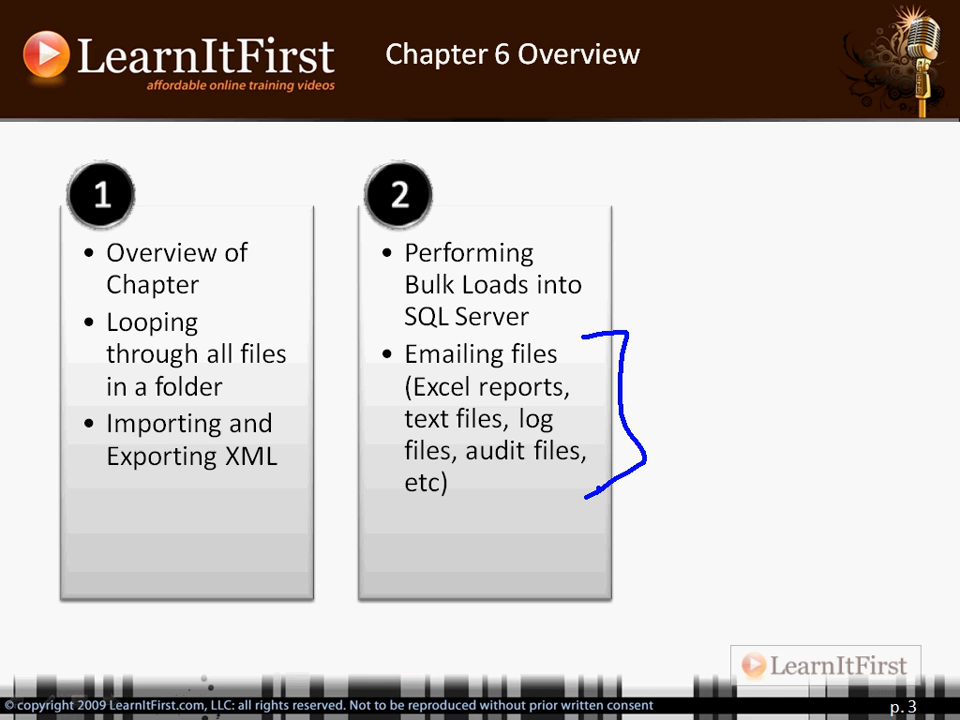 LearnItFirst
affordable online training videos
Chapter 6 Overview
1
• Overview of
Chapter
• Looping
through all files
in a folder
• Importing and
Exporting XML
2
• Performing
Bulk Loads into
SQL Server
• Emailing files
(Excel reports,
text files, log
files, audit files,
etc)
LearnItFirst
© copyright 2009 LearnItFirst.com, LLC: all rights reserved. Not to be reproduced without prior written consent
p. 3